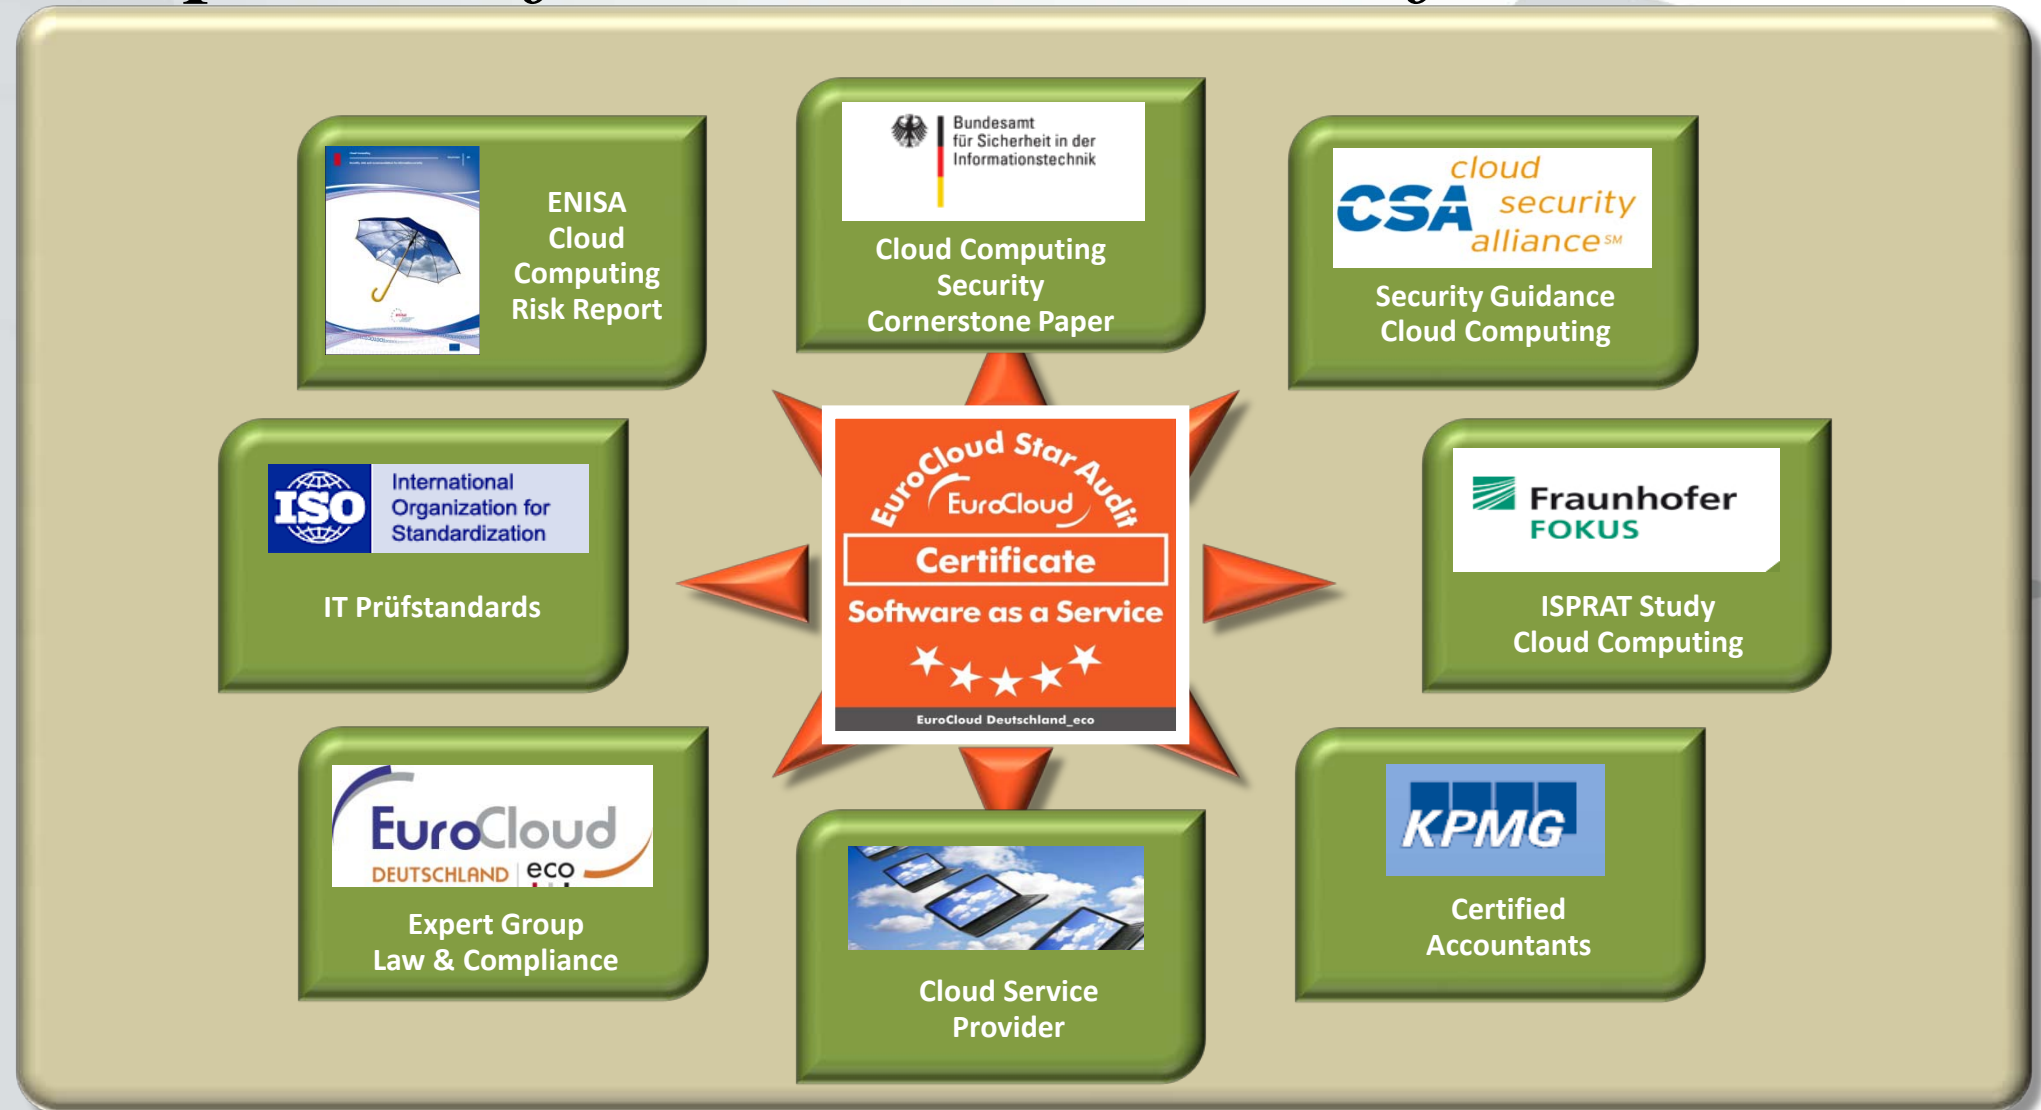 ENISA
Cloud
Computing
Risk Report
Bundesamt
für Sicherheit in der
Informationstechnik
Cloud Computing
Security
Cornerstone Paper
cloud
CSA security
alliance SM
Security Guidance
Cloud Computing
ISO
International
Organization for
Standardization
IT Prüfstandards
EuroCloud Star Audit
EuroCloud
Certificate
Software as a Service
EuroCloud Deutschland_eco
Fraunhofer
FOKUS
ISPRAT Study
Cloud Computing
EuroCloud
DEUTSCHLAND eco
Expert Group
Law & Compliance
Cloud Service
Provider
KPMG
Certified
Accountants